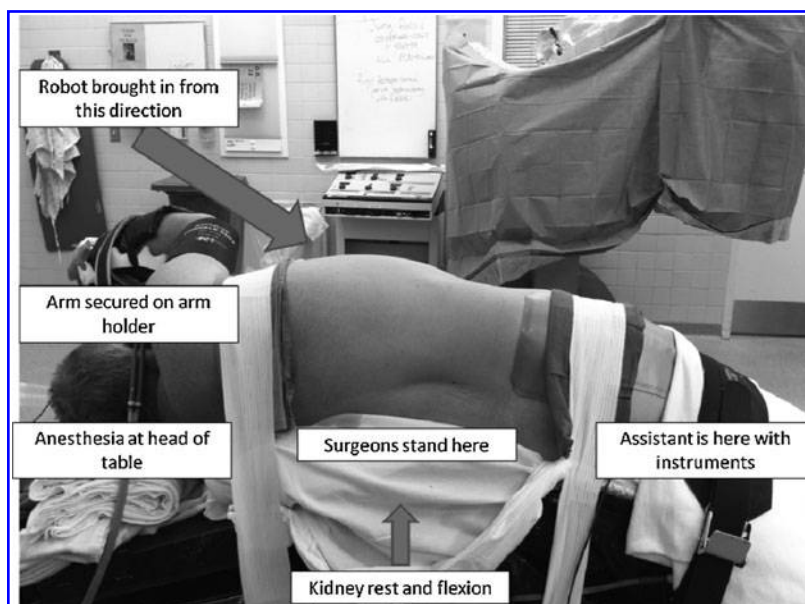 Robot brought in from
this direction
Arm secured on arm
holder
Anesthesia at head of
table
Surgeons stand here
Assistant is here with
instruments
Kidney rest and flexion